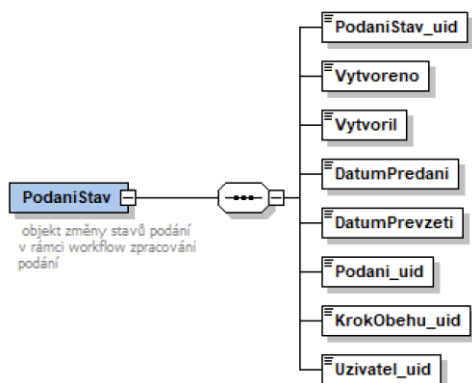 PodaniStav_uid
Vytvoreno
Vytvoril
DatumPredani
DatumPrevzeti
Podani_uid
KrokObehu_uid
Uzivatel_uid
PodaniStav
objekt změny stavů podání
v rámci workflow zpracování
podání